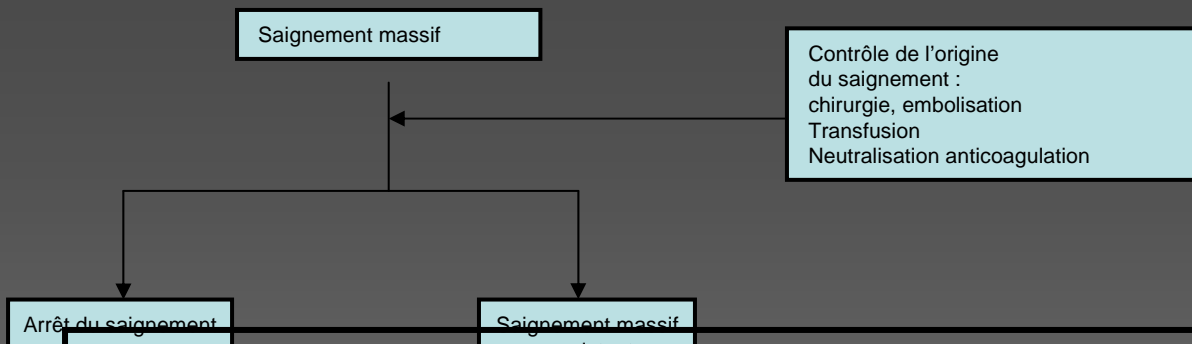 Saignement massif
Contrôle de l’origine
du saignement :
chirurgie, embolisation
Transfusion
Neutralisation anticoagulation
Arrêt du saignement
Saignement massif